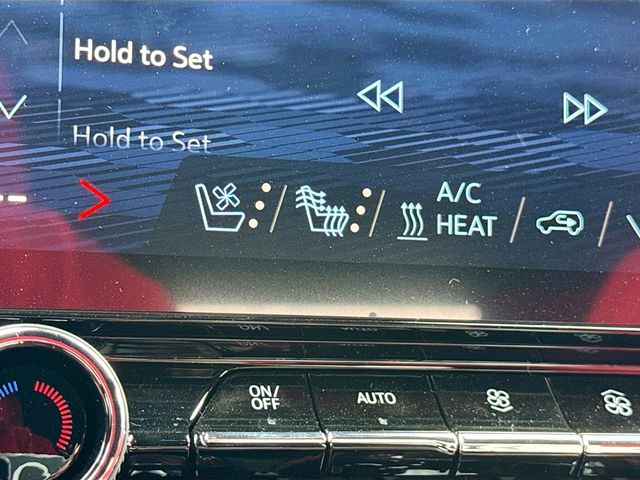 Hold to Set
Hold to Set
A/C
HEAT
ON/
OFF
AUTO